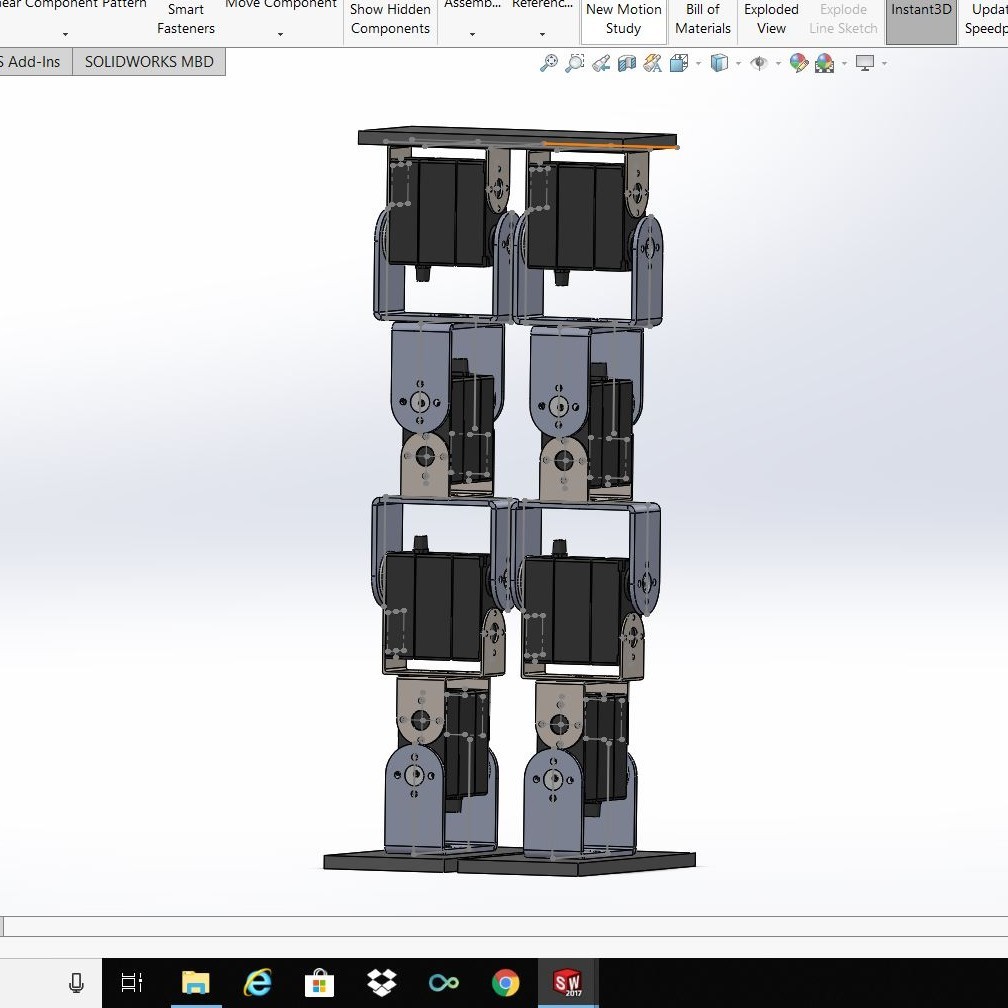 near Component Pattern
Smart
Fasteners
Move Component
Show Hidden
Components
Assemb...
Referenc...
New Motion
Study
Bill of
Materials
Exploded
View
Explode
Line Sketch
Instant3D
Updat
Speedp
S Add-Ins
SOLIDWORKS MBD
SW
2017